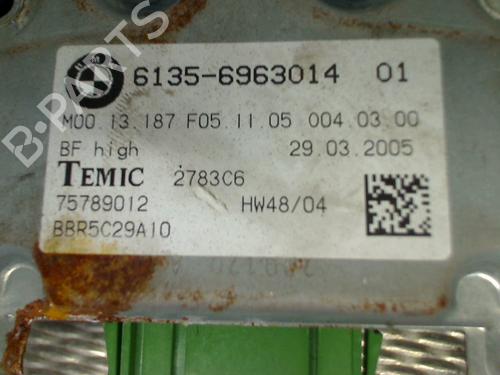 6135-6963014 01
M00.13.187 F05.11.05 004.03.00
BF high 29.03.2005
TEMIC 2783C6
75789012 HW48/04
BBR5C29A10
B-PARTS